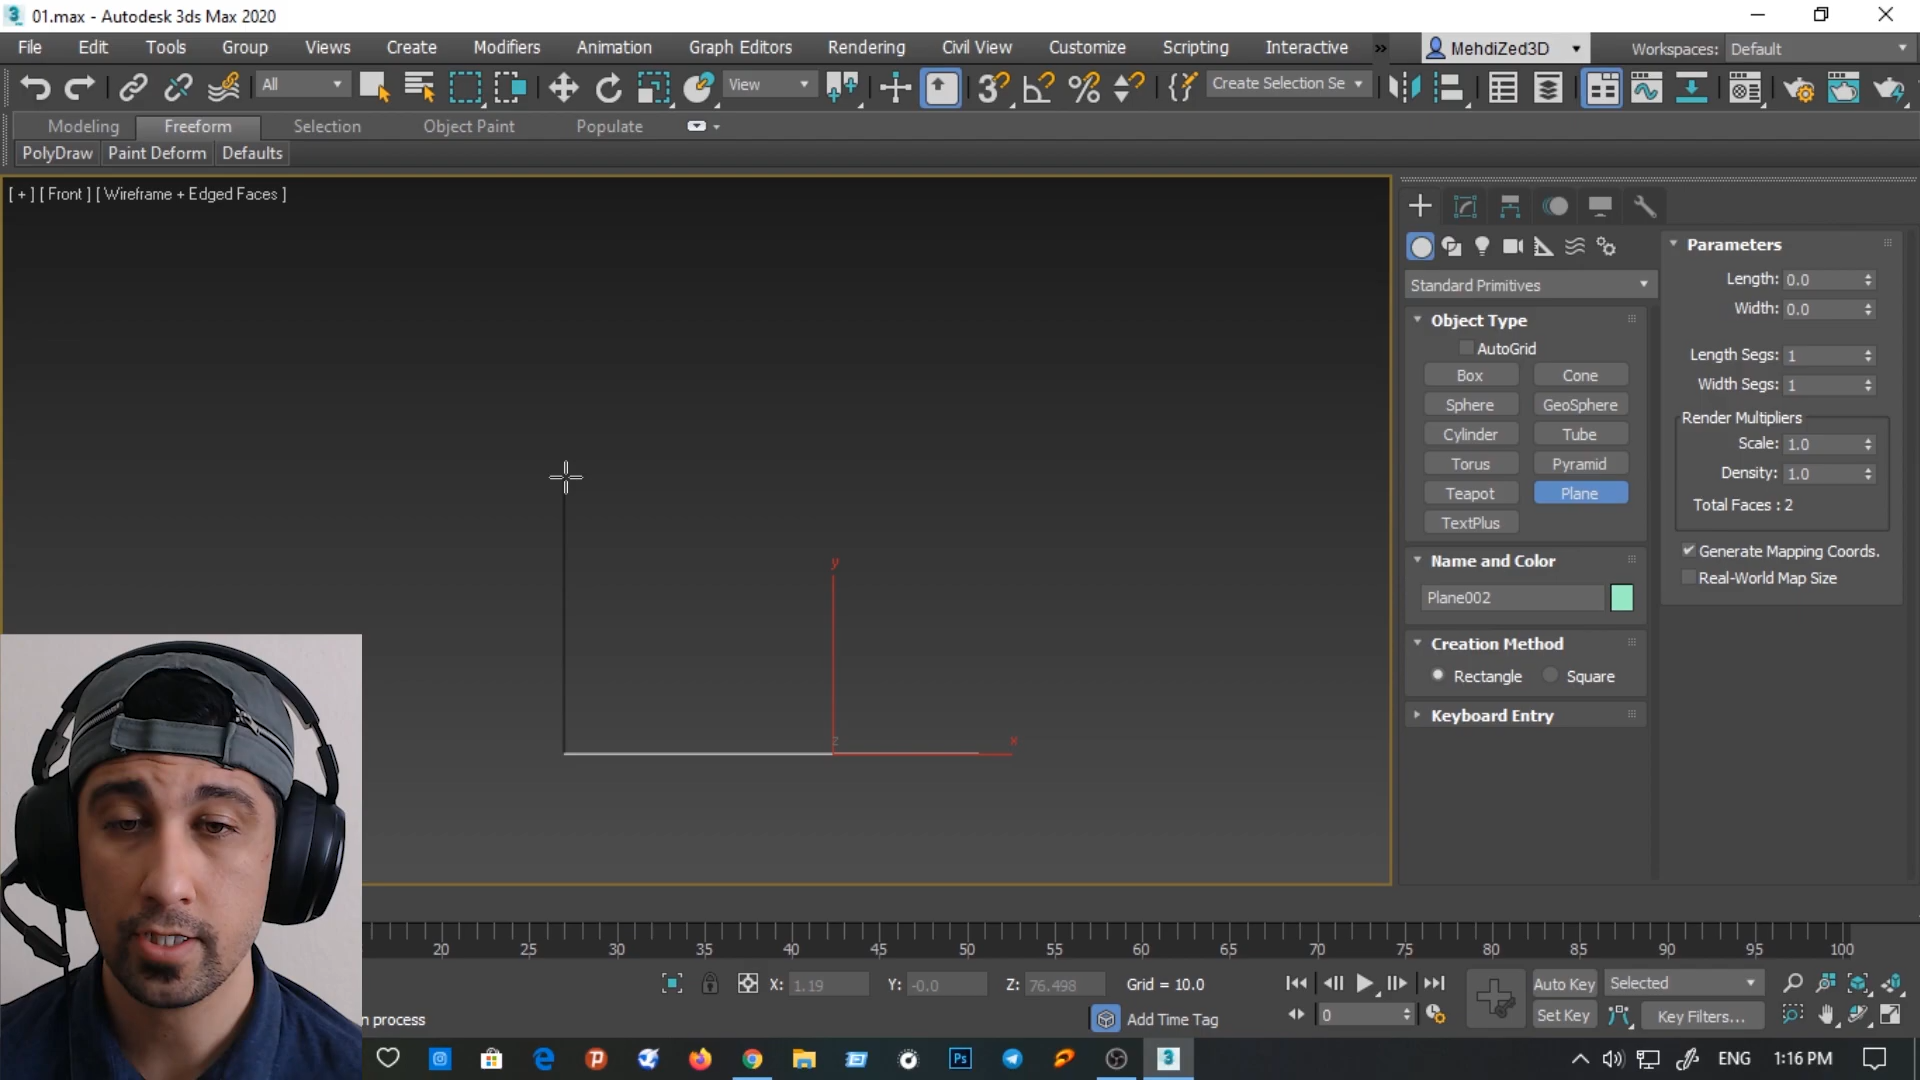 01.max - Autodesk 3ds Max 2020
File Edit Tools Group Views Create Modifiers Animation Graph Editors Rendering Civil View Customize Scripting Interactive MehdiZed3D Workspaces: Default
All View Create Selection Se
Modeling Freeform Selection Object Paint Populate
PolyDraw Paint Deform Defaults
[ + ] [ Front ] [ Wireframe + Edged Faces ]
Standard Primitives
Object Type
AutoGrid
Box Cone
Sphere GeoSphere
Cylinder Tube
Torus Pyramid
Teapot Plane
TextPlus
Name and Color
Plane002
Creation Method
Rectangle Square
Keyboard Entry
Parameters
Length: 0.0
Width: 0.0
Length Segs: 1
Width Segs: 1
Render Multipliers
Scale: 1.0
Density: 1.0
Total Faces : 2
Generate Mapping Coords.
Real-World Map Size
y
z
x
20 25 30 35 40 45 50 55 60 65 70 75 80 85 90 95 100
X: 1.19 Y: -0.0 Z: 76.498 Grid = 10.0 Auto Key Selected
n process Add Time Tag 0 Set Key Key Filters...
ENG 1:16 PM